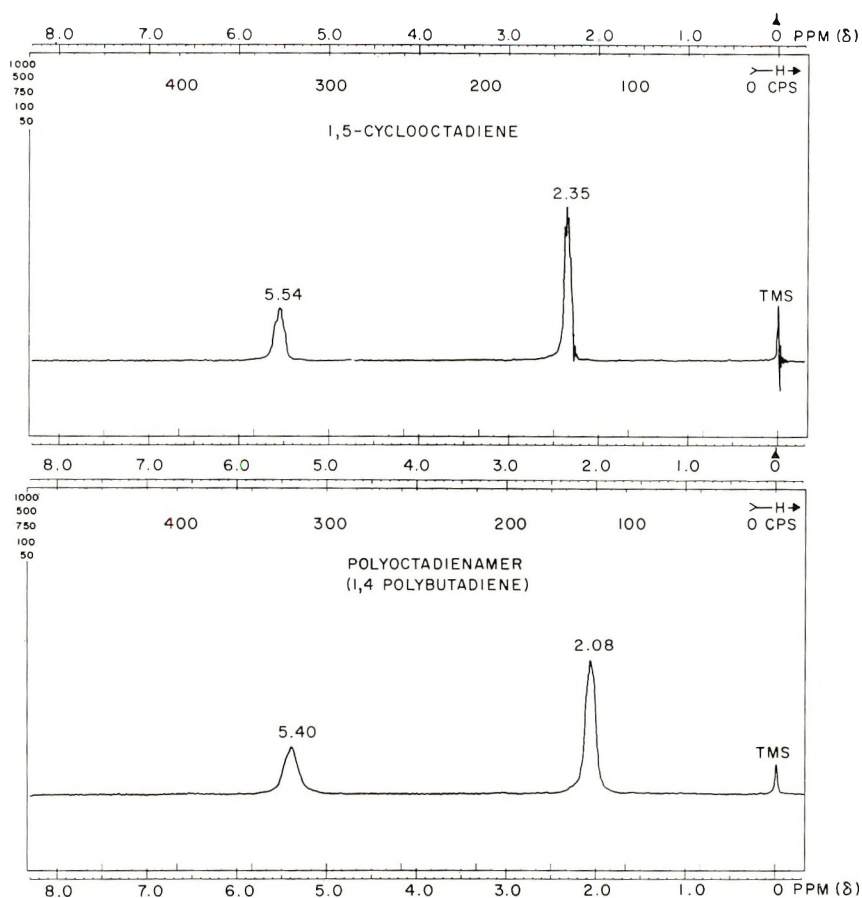 8.0 7.0 6.0 5.0 4.0 3.0 2.0 1.0 0 PPM (δ)
1000
500
750
100
50
400 300 200 100 0 CPS
H
1,5-CYCLOOCTADIENE
2.35
5.54
TMS
8.0 7.0 6.0 5.0 4.0 3.0 2.0 1.0 0
1000
500
750
100
50
400 300 200 100 0 CPS
H
POLYOCTADIENAMER
(1,4 POLYBUTADIENE)
2.08
5.40
TMS
8.0 7.0 6.0 5.0 4.0 3.0 2.0 1.0 0 PPM (δ)